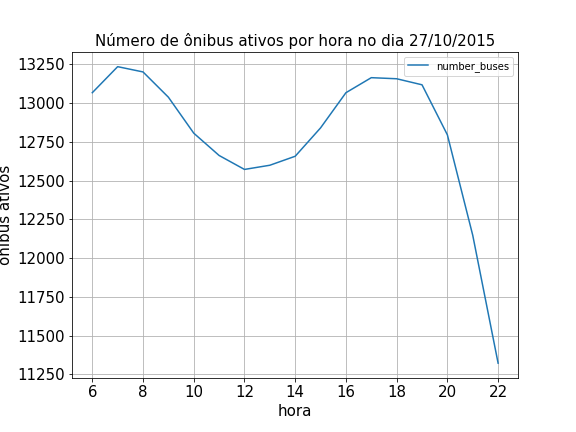 Número de ônibus ativos por hora no dia 27/10/2015
number_buses
13250
13000
12750
12500
12250
12000
11750
11500
11250
ônibus ativos
6 8 10 12 14 16 18 20 22
hora